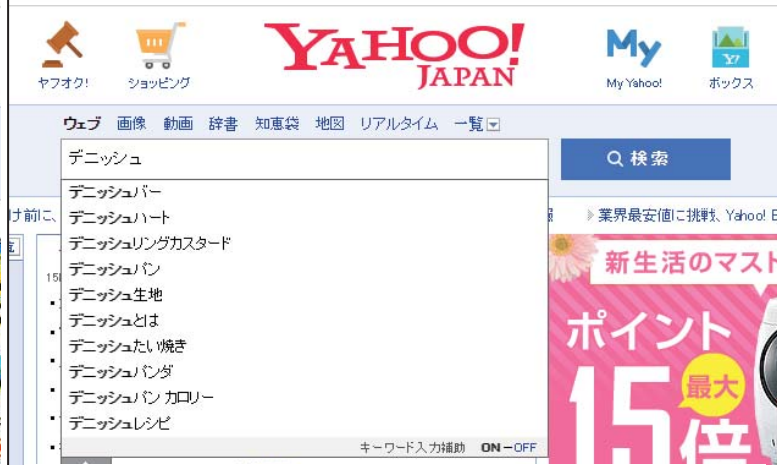 YAHOO!
JAPAN
ヤフオク!
ショッピング
My
My Yahoo!
Y!
ボックス
ウェブ 画像 動画 辞書 知恵袋 地図 リアルタイム 一覧
デニッシュ
検索
デニッシュバー
デニッシュハート
デニッシュリングカスタード
デニッシュパン
デニッシュ生地
デニッシュとは
デニッシュたい焼き
デニッシュパンダ
デニッシュパン カロリー
デニッシュレシピ
キーワード入力補助 ON-OFF
け前に、
業界最安値に挑戦、Yahoo! B
15
新生活のマスト
ポイント
最大
15倍